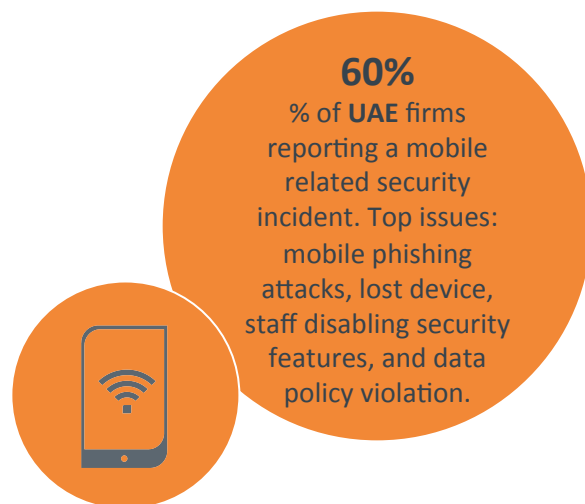 60%
% of UAE firms
reporting a mobile
related security
incident. Top issues:
mobile phishing
attacks, lost device,
staff disabling security
features, and data
policy violation.